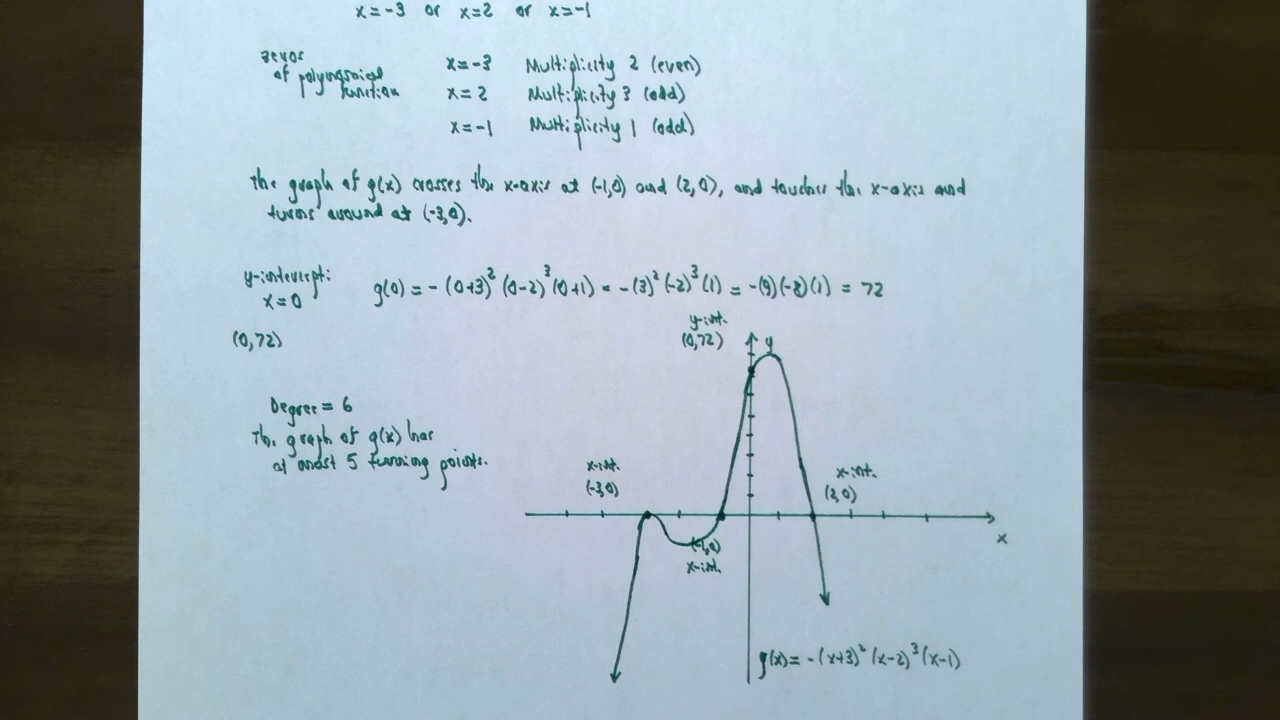 x=-3 or x=2 or x=-1
zeros
of polynomial
function
x=-3 Multiplicity 2 (even)
x=2 Multiplicity 3 (odd)
x=-1 Multiplicity 1 (odd)
The graph of g(x) crosses the x-axis at (-1,0) and (2,0), and touches the x-axis and
turns around at (-3,0).
y-intercept:
x=0
g(0) = -(0+3)²(0-2)³(0+1) = -(3)²(-2)³(1) = -(9)(-8)(1) = 72
(0,72)
y-int.
(0,72)
y
Degree = 6
The graph of g(x) has
at most 5 turning points.
x-int.
(-3,0)
x-int.
(2,0)
x
(-1,0)
x-int.
g(x) = -(x+3)²(x-2)³(x-1)